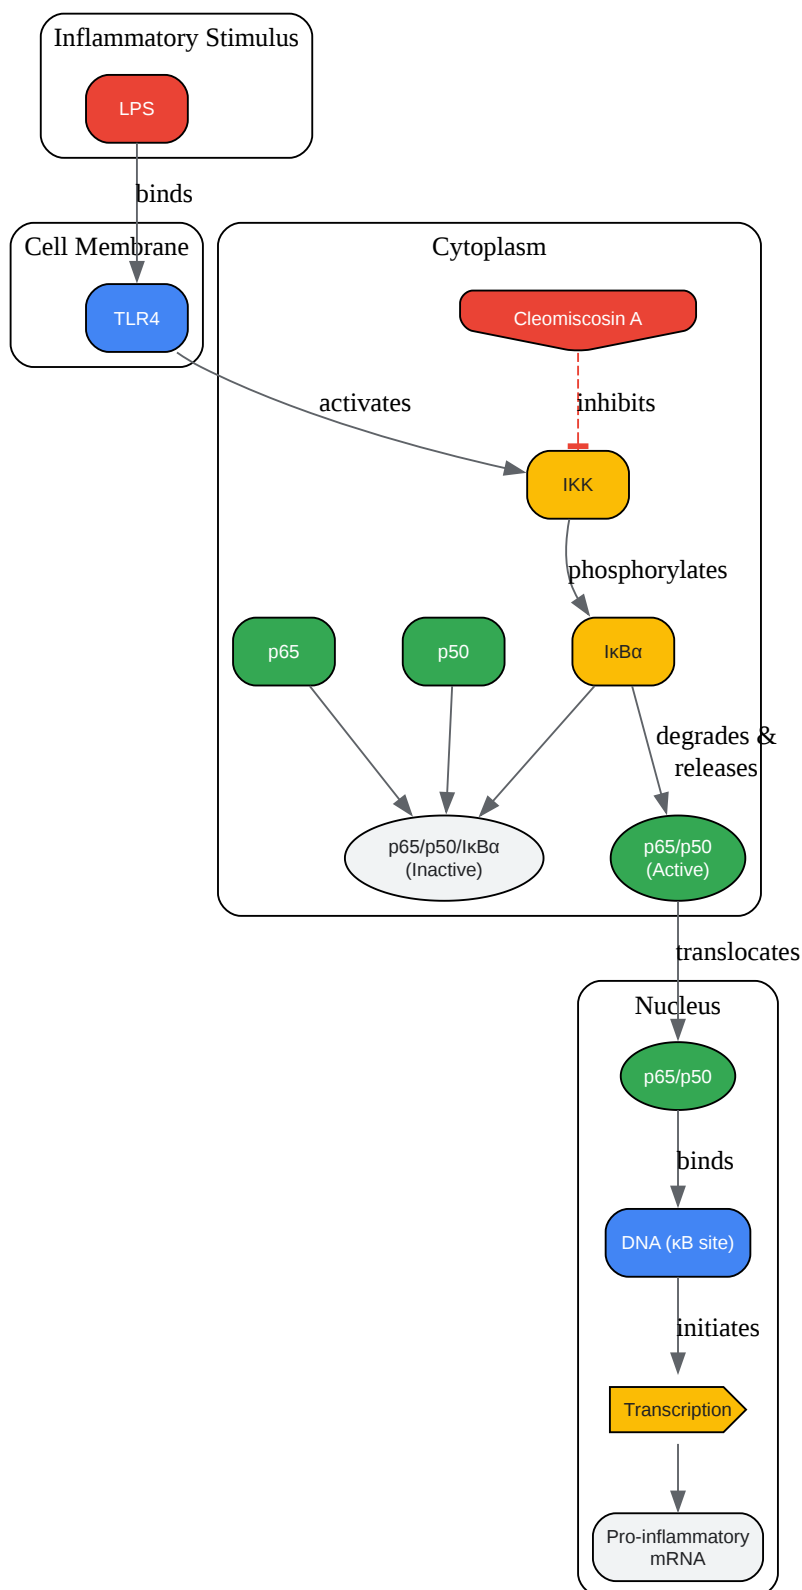 Inflammatory Stimulus
LPS
binds
Cell Membrane
TLR4
Cytoplasm
Cleomiscosin A
activates
inhibits
IKK
phosphorylates
p65
p50
IκBα
degrades &
releases
p65/p50/IκBα
(Inactive)
p65/p50
(Active)
translocates
Nucleus
p65/p50
binds
DNA (κB site)
initiates
Transcription
Pro-inflammatory
mRNA